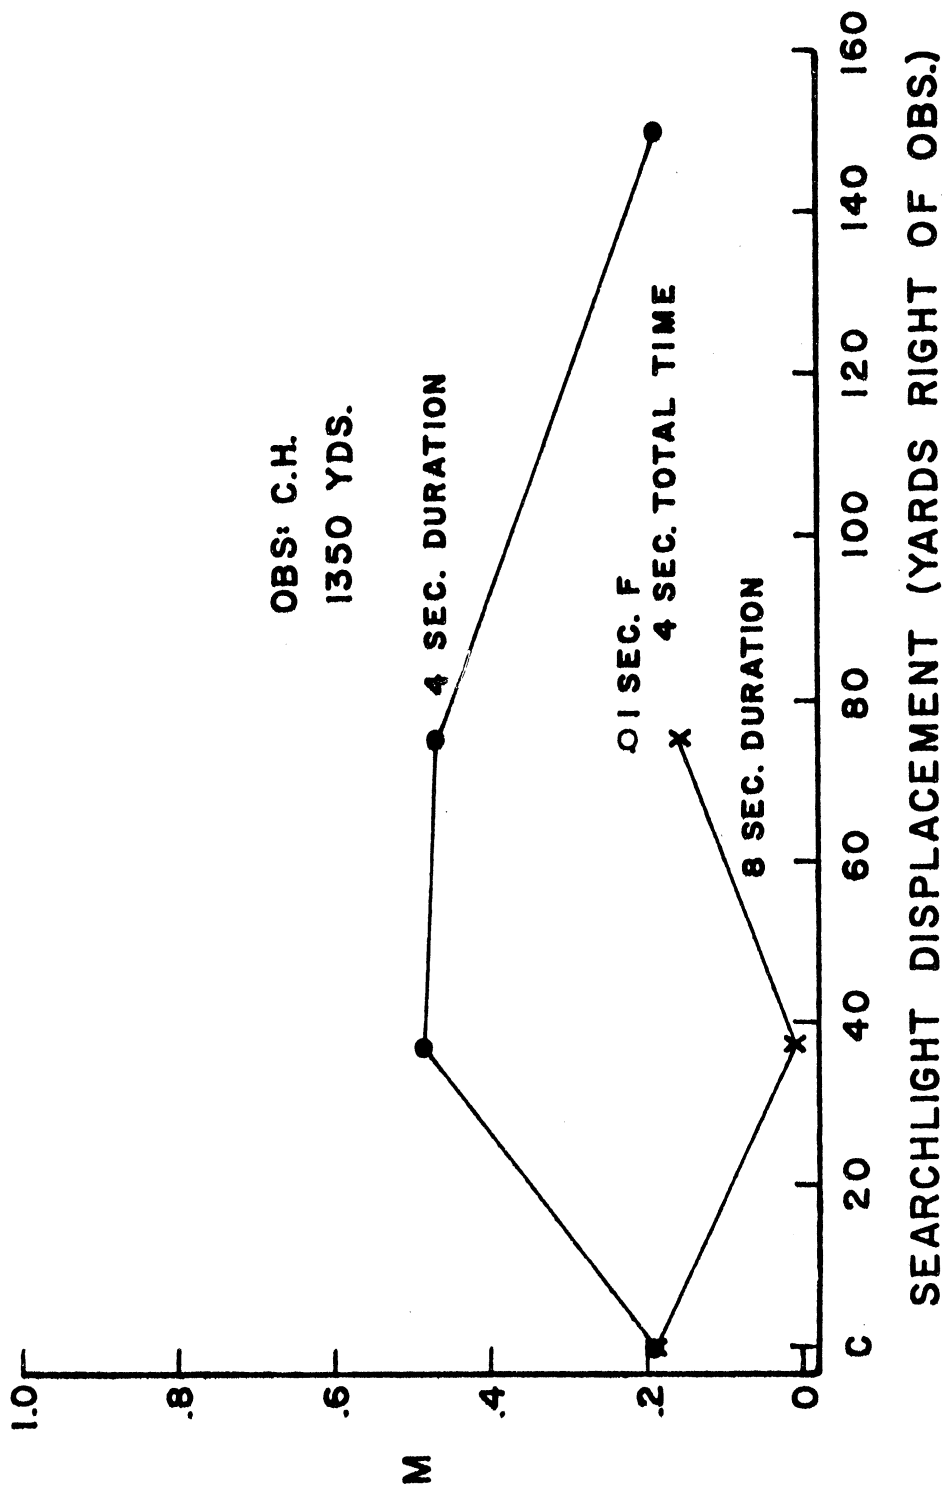 OBS: C.H.
1350 YDS.
4 SEC. DURATION
1 SEC. F
4 SEC. TOTAL TIME
8 SEC. DURATION
M
1.0
.8
.6
.4
.2
0
C 20 40 60 80 100 120 140 160
SEARCHLIGHT DISPLACEMENT (YARDS RIGHT OF OBS.)